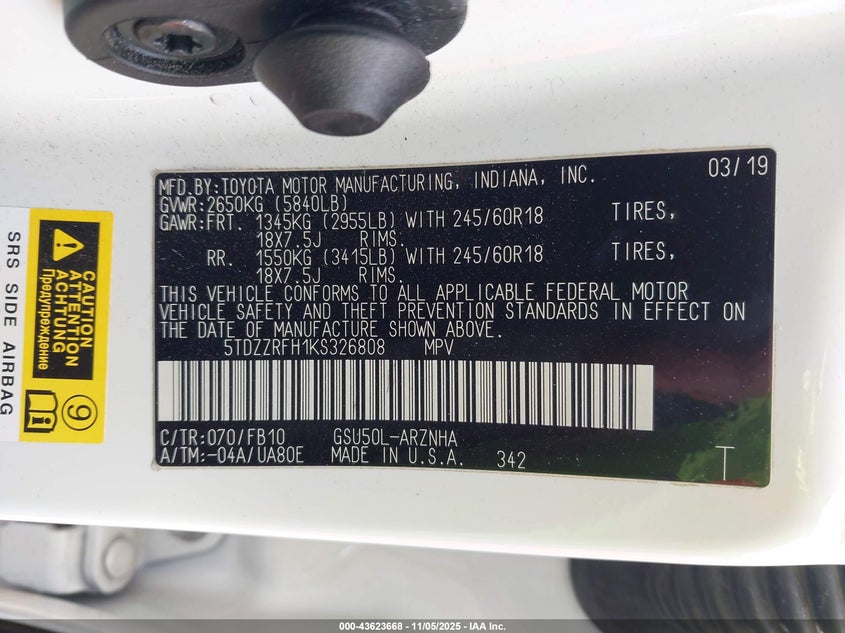 MFD.BY:TOYOTA MOTOR MANUFACTURING, INDIANA, INC. 03/19
GVWR:2650KG (5840LB)
GAWR:FRT. 1345KG (2955LB) WITH 245/60R18 TIRES,
18X7.5J RIMS.
RR. 1550KG (3415LB) WITH 245/60R18 TIRES,
18X7.5J RIMS.
THIS VEHICLE CONFORMS TO ALL APPLICABLE FEDERAL MOTOR
VEHICLE SAFETY AND THEFT PREVENTION STANDARDS IN EFFECT ON
THE DATE OF MANUFACTURE SHOWN ABOVE.
5TDZZRFH1KS326808 MPV
C/TR:070/FB10 GSU50L-ARZNHA
A/TM:-04A/UA80E MADE IN U.S.A. 342 T
SRS SIDE AIRBAG
CAUTION
ATTENTION
ACHTUNG
Предупреждение
9
000-43623668 - 11/05/2025 - IAA Inc.